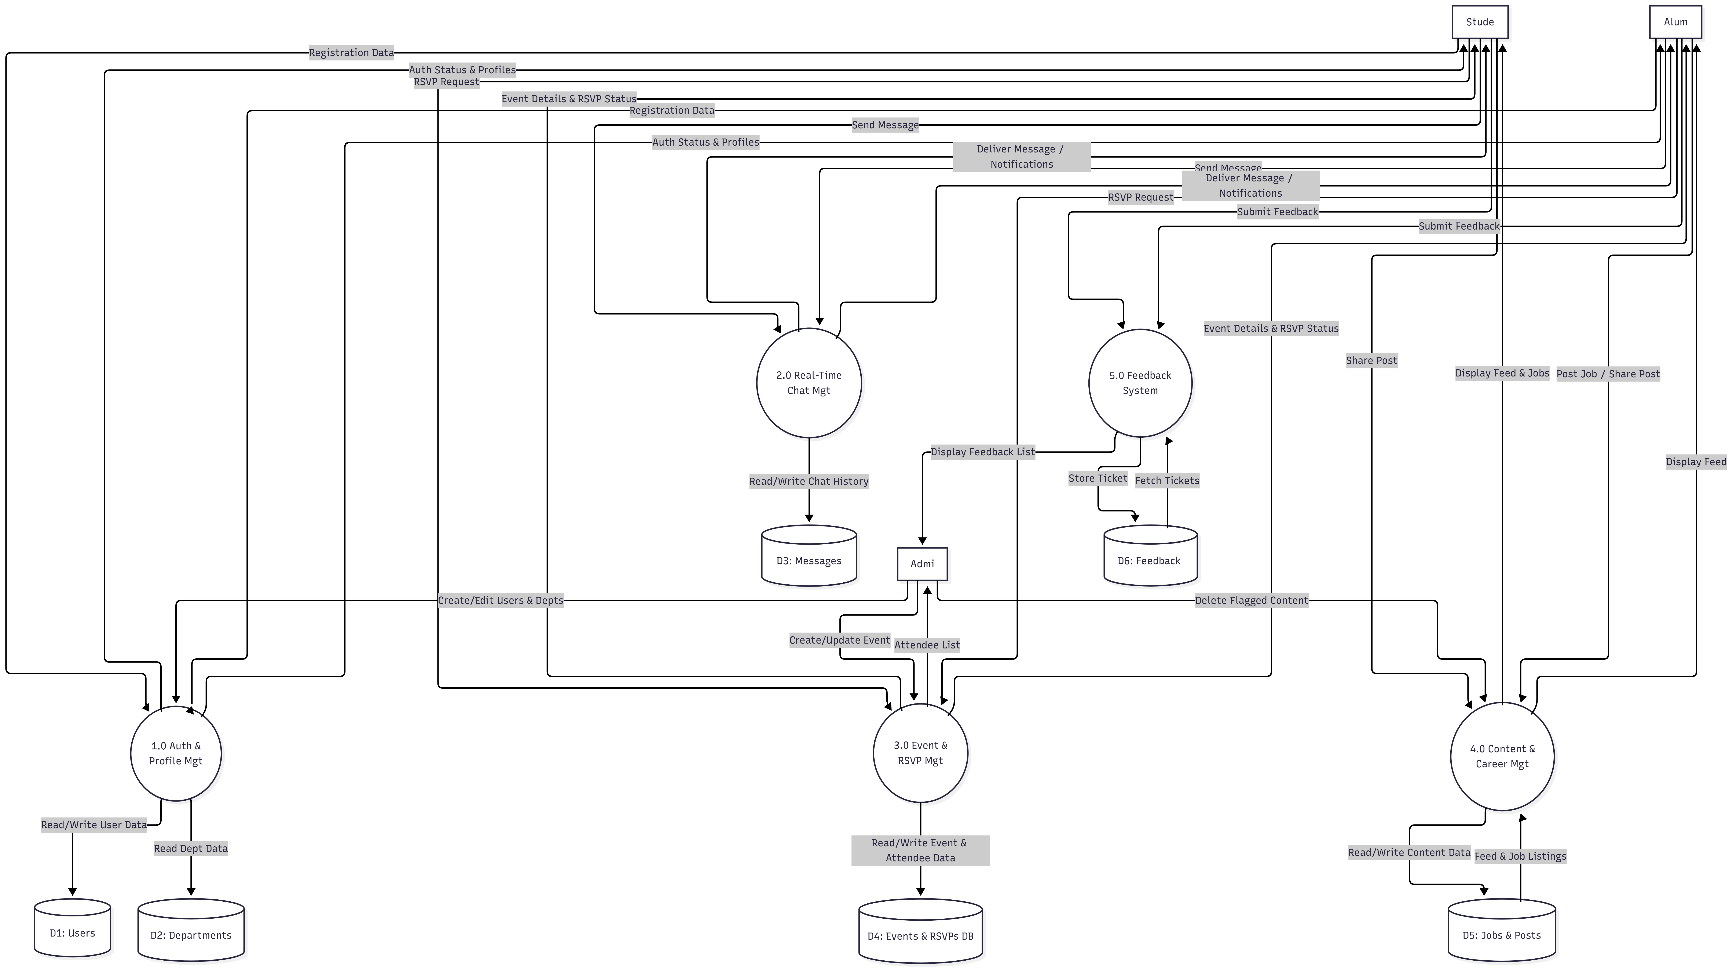 Stude
Alum
Registration Data
Auth Status & Profiles
RSVP Request
Event Details & RSVP Status
Registration Data
Send Message
Auth Status & Profiles
Deliver Message /
Notifications
Send Message
Deliver Message /
Notifications
RSVP Request
Submit Feedback
Submit Feedback
Event Details & RSVP Status
Share Post
Display Feed & Jobs
Post Job / Share Post
2.0 Real-Time
Chat Mgt
5.0 Feedback
System
Display Feedback List
Display Feed
Read/Write Chat History
Store Ticket
Fetch Tickets
D3: Messages
Admi
D6: Feedback
Create/Edit Users & Depts
Delete Flagged Content
Create/Update Event
Attendee List
1.0 Auth &
Profile Mgt
3.0 Event &
RSVP Mgt
4.0 Content &
Career Mgt
Read/Write User Data
Read Dept Data
Read/Write Event &
Attendee Data
Read/Write Content Data
Feed & Job Listings
D1: Users
D2: Departments
D4: Events & RSVPs DB
D5: Jobs & Posts